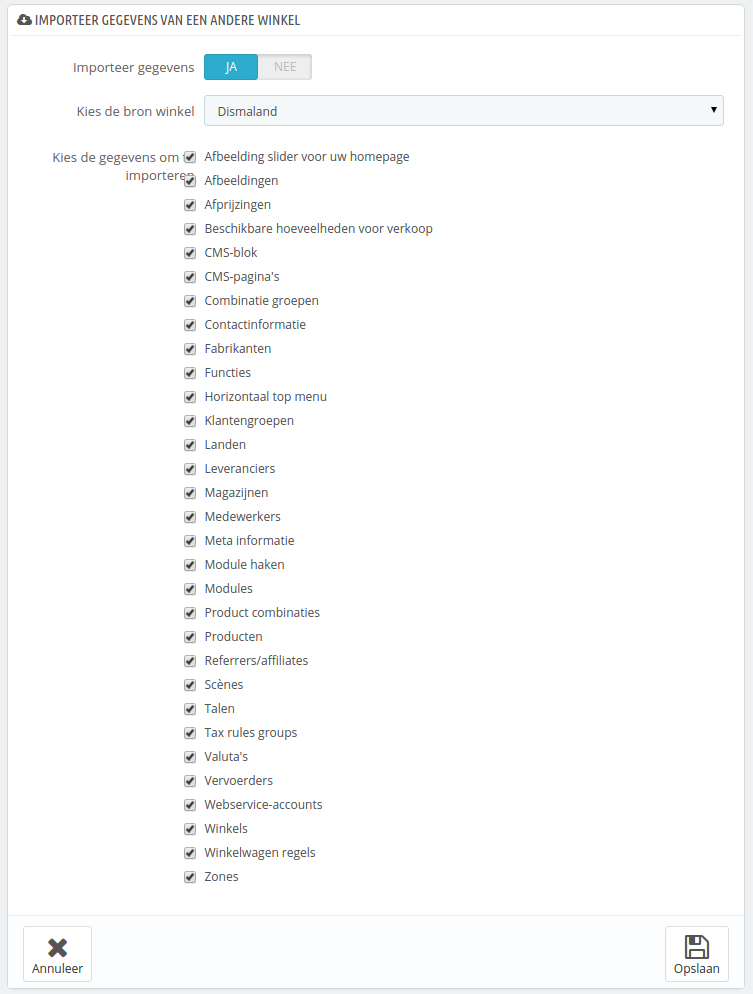 IMPORTEER GEGEVENS VAN EEN ANDERE WINKEL
Importeer gegevens
JA
NEE
Kies de bron winkel
Dismaland
Kies de gegevens om
importeren
Afbeelding slider voor uw homepage
Afbeeldingen
Afprijzingen
Beschikbare hoeveelheden voor verkoop
CMS-blok
CMS-pagina's
Combinatie groepen
Contactinformatie
Fabrikanten
Functies
Horizontaal top menu
Klantengroepen
Landen
Leveranciers
Magazijnen
Medewerkers
Meta informatie
Module haken
Modules
Product combinaties
Producten
Referrers/affiliates
Scènes
Talen
Tax rules groups
Valuta's
Vervoerders
Webservice-accounts
Winkels
Winkelwagen regels
Zones
Annuleer
Opslaan